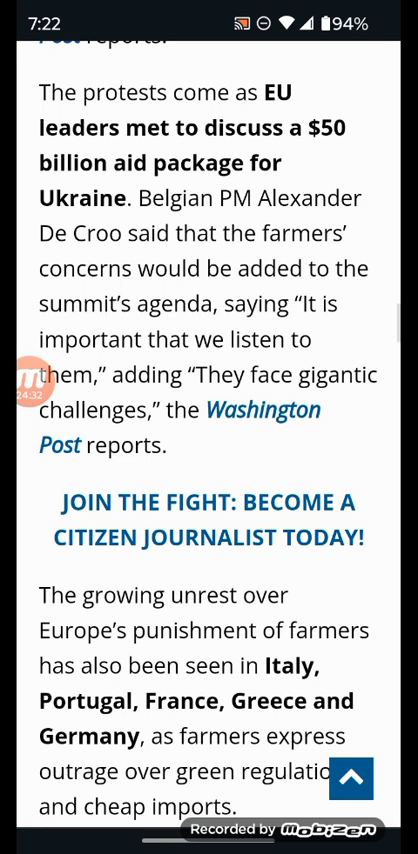 7:22
94%
Post reports.
The protests come as EU
leaders met to discuss a $50
billion aid package for
Ukraine. Belgian PM Alexander
De Croo said that the farmers’
concerns would be added to the
summit’s agenda, saying “It is
important that we listen to
them,” adding “They face gigantic
24:32
challenges,” the Washington
Post reports.
JOIN THE FIGHT: BECOME A
CITIZEN JOURNALIST TODAY!
The growing unrest over
Europe’s punishment of farmers
has also been seen in Italy,
Portugal, France, Greece and
Germany, as farmers express
outrage over green regulatio
and cheap imports.
Recorded by mobizen